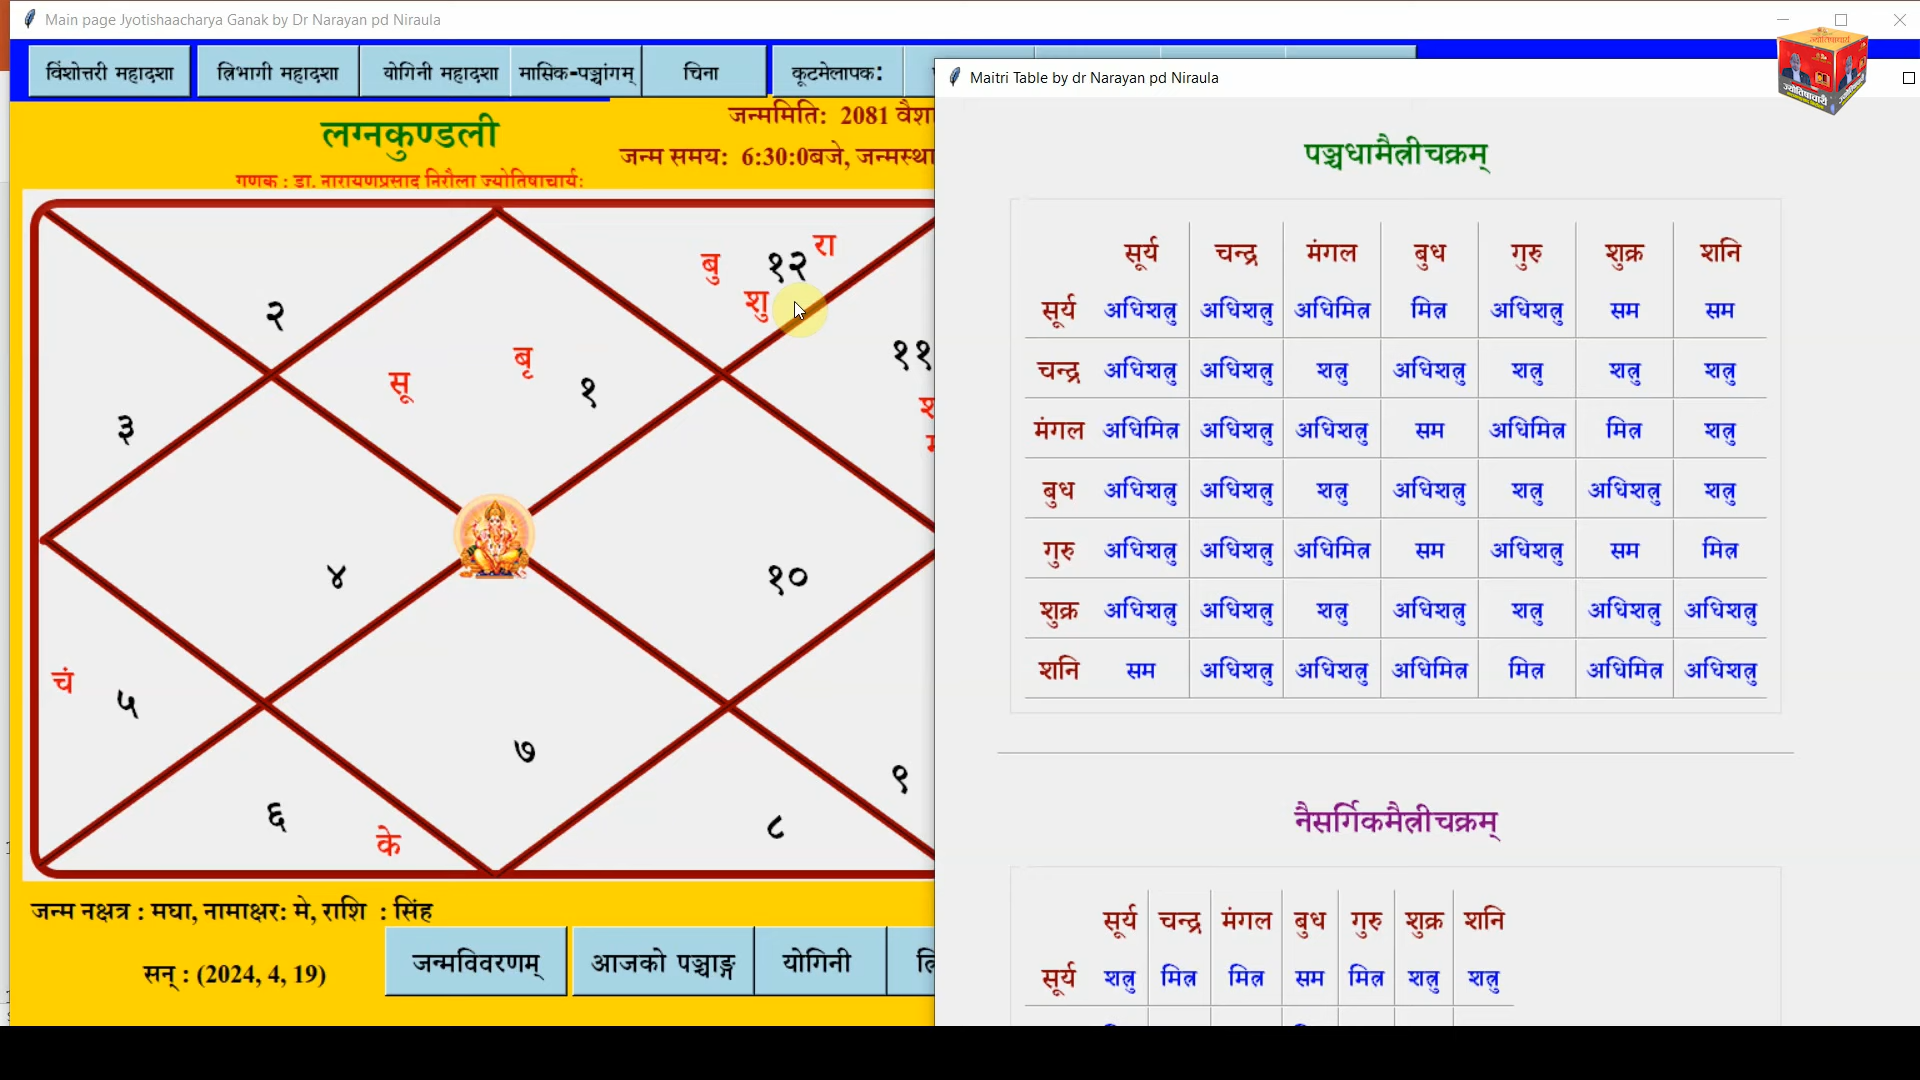 Main page Jyotishaacharya Ganak by Dr Narayan pd Niraula
विंशोत्तरी महादशा त्रिभागी महादशा योगिनी महादशा मासिक-पञ्चांगम् चिना कूटमेलापक:
लग्नकुण्डली
गणक : डा. नारायणप्रसाद निरौला ज्योतिषाचार्य:
जन्ममिति: 2081
जन्म समय: 6:30:0बजे,
बु १२ रा
शु
२
बृ
सू १
११
३
४ १०
चं
५
७
९
६
के ८
जन्म नक्षत्र : मघा, नामाक्षर: मे, राशि : सिंह
सन् : (2024, 4, 19)
जन्मविवरणम् आजको पञ्चाङ्ग योगिनी
Maitri Table by dr Narayan pd Niraula
ज्योतिषाचार्य
पञ्चधामैत्रीचक्रम्
सूर्य चन्द्र मंगल बुध गुरु शुक्र शनि
सूर्य अधिशत्रु अधिशत्रु अधिमित्र मित्र अधिशत्रु सम सम
चन्द्र अधिशत्रु अधिशत्रु शत्रु अधिशत्रु शत्रु शत्रु शत्रु
मंगल अधिमित्र अधिशत्रु अधिशत्रु सम अधिमित्र मित्र शत्रु
बुध अधिशत्रु अधिशत्रु शत्रु अधिशत्रु शत्रु अधिशत्रु शत्रु
गुरु अधिशत्रु अधिशत्रु अधिमित्र सम अधिशत्रु सम मित्र
शुक्र अधिशत्रु अधिशत्रु शत्रु अधिशत्रु शत्रु अधिशत्रु अधिशत्रु
शनि सम अधिशत्रु अधिशत्रु अधिमित्र मित्र अधिमित्र अधिशत्रु
नैसर्गिकमैत्रीचक्रम्
सूर्य चन्द्र मंगल बुध गुरु शुक्र शनि
सूर्य शत्रु मित्र मित्र सम मित्र शत्रु शत्रु